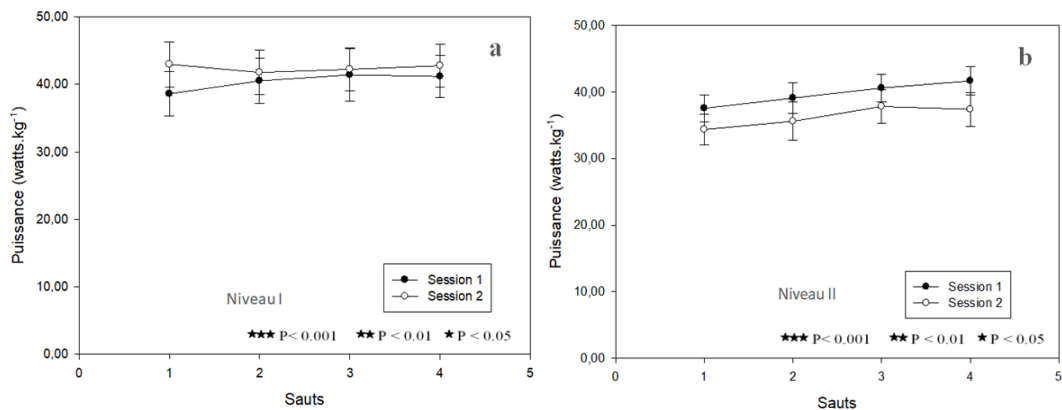 50,00
40,00
30,00
20,00
10,00
0,00
Puissance (watts.kg-1)
a
Session 1
Session 2
Niveau I
★★★ P< 0.001 ★★ P < 0.01 ★ P < 0.05
0 1 2 3 4 5
Sauts
50,00
40,00
30,00
20,00
10,00
0,00
Puissance (watts.kg-1)
b
Session 1
Session 2
Niveau II
★★★ P< 0.001 ★★ P < 0.01 ★ P < 0.05
0 1 2 3 4 5
Sauts